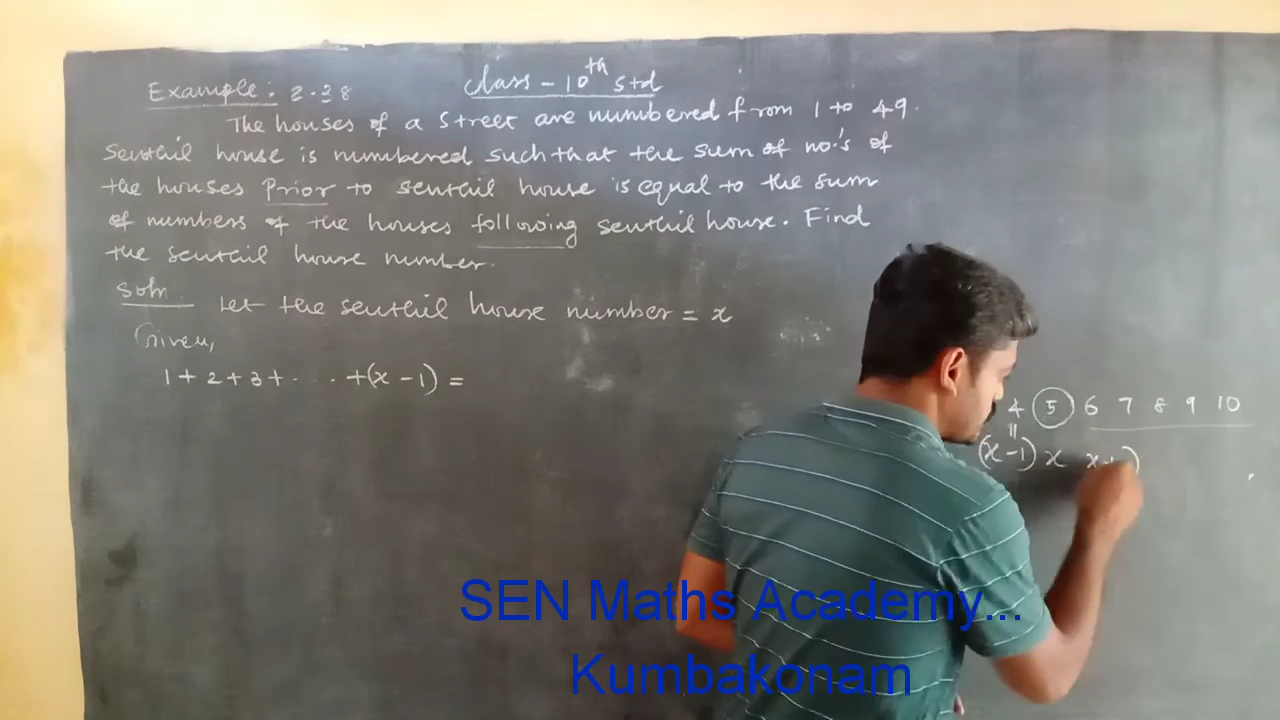 Example: 2.38
class - 10th std
The houses of a street are numbered from 1 to 49.
Senthil house is numbered such that the sum of no's of
the houses Prior to senthil house is equal to the sum
of numbers of the houses following senthil house. Find
the senthil house number.
Soln Let the senthil house number = x
Given,
1 + 2 + 3 + . . . . + (x - 1) =
4 5 6 7 8 9 10
(x - 1) x
SEN Maths Academy...
Kumbakonam